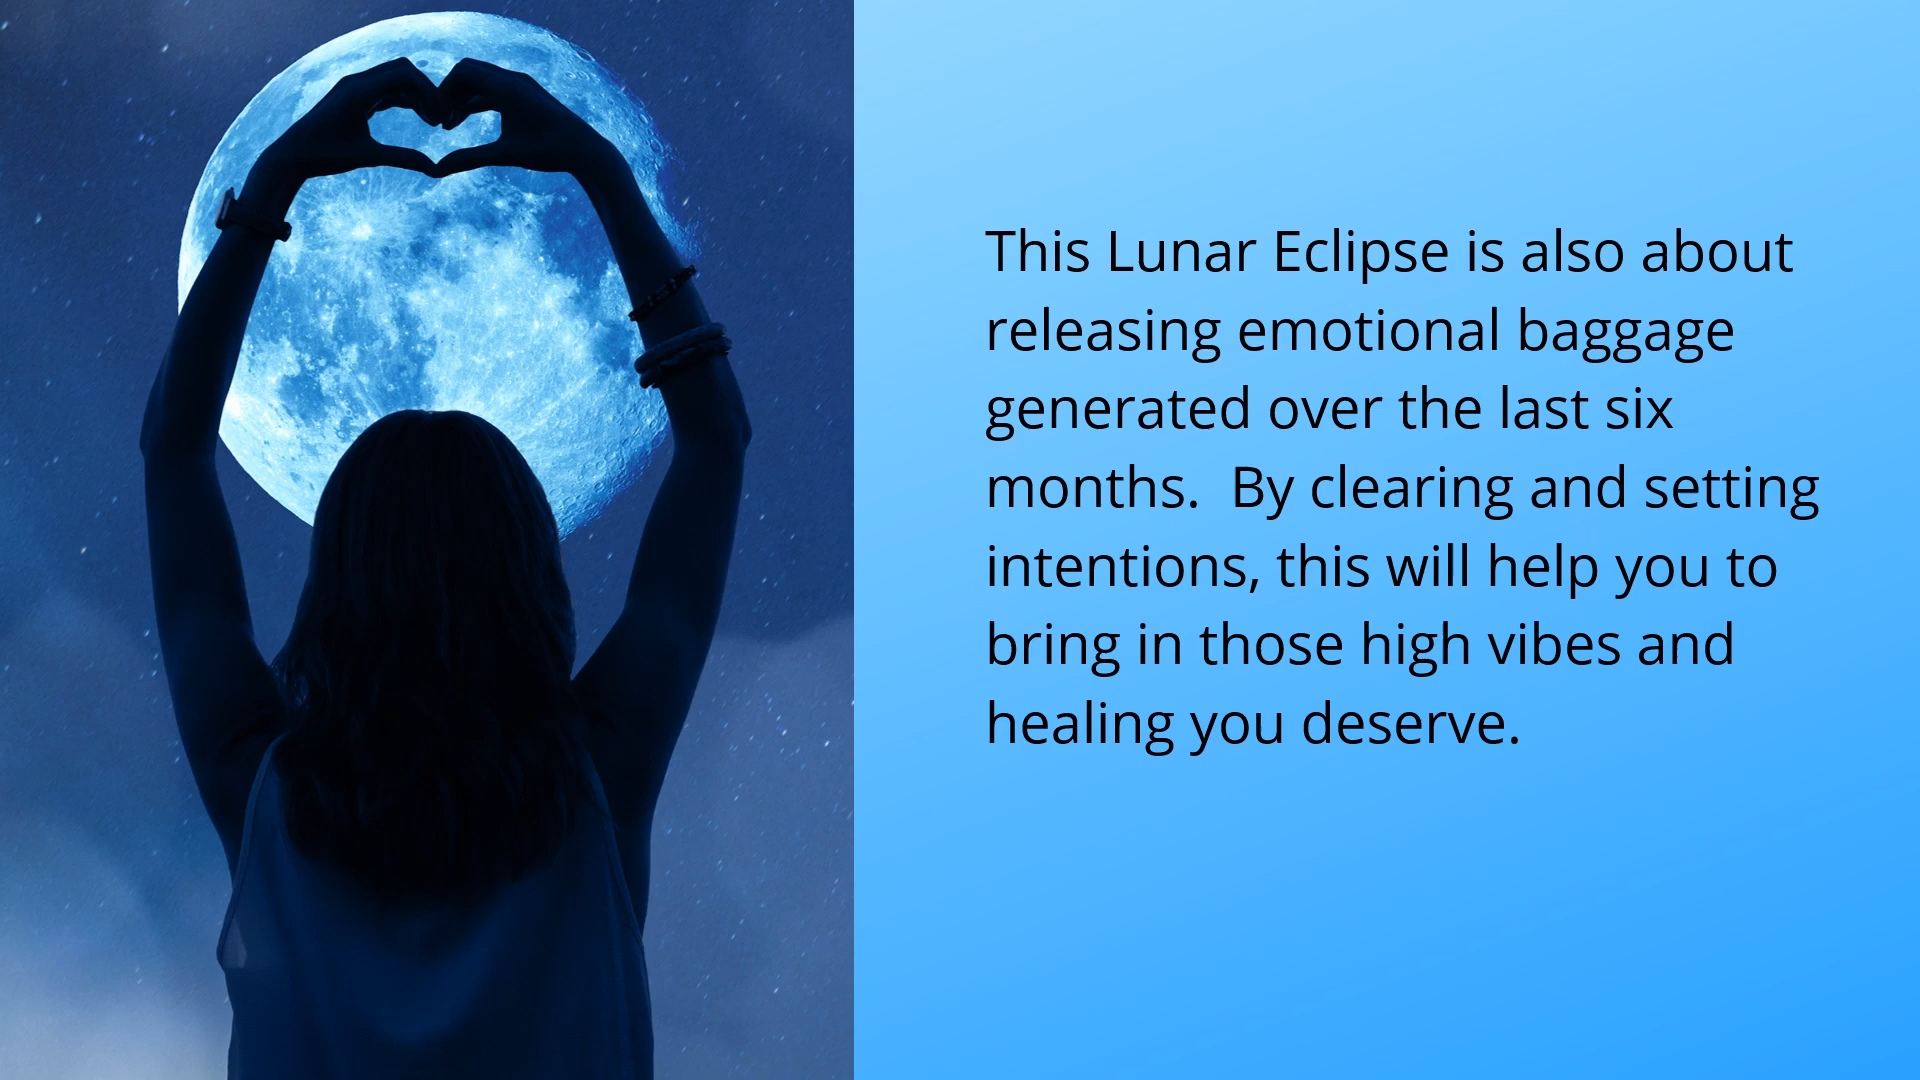 This Lunar Eclipse is also about
releasing emotional baggage
generated over the last six
months.  By clearing and setting
intentions, this will help you to
bring in those high vibes and
healing you deserve.